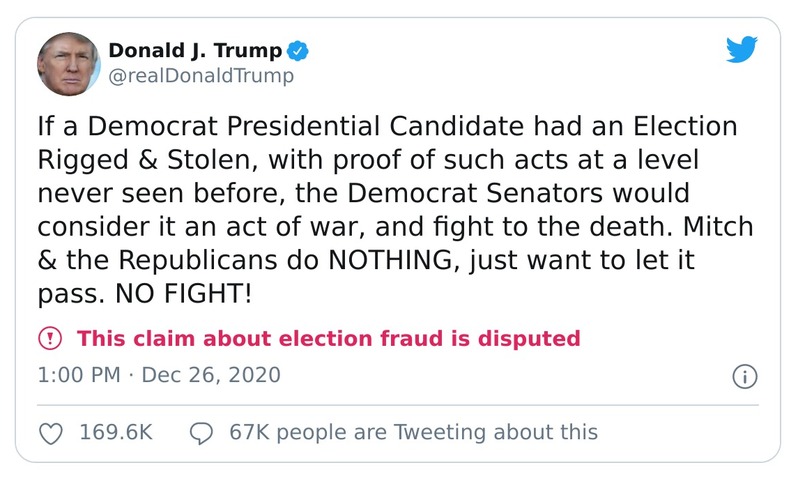 Donald J. Trump
@realDonaldTrump
If a Democrat Presidential Candidate had an Election
Rigged & Stolen, with proof of such acts at a level
never seen before, the Democrat Senators would
consider it an act of war, and fight to the death. Mitch
& the Republicans do NOTHING, just want to let it
pass. NO FIGHT!
This claim about election fraud is disputed
1:00 PM · Dec 26, 2020
169.6K 67K people are Tweeting about this